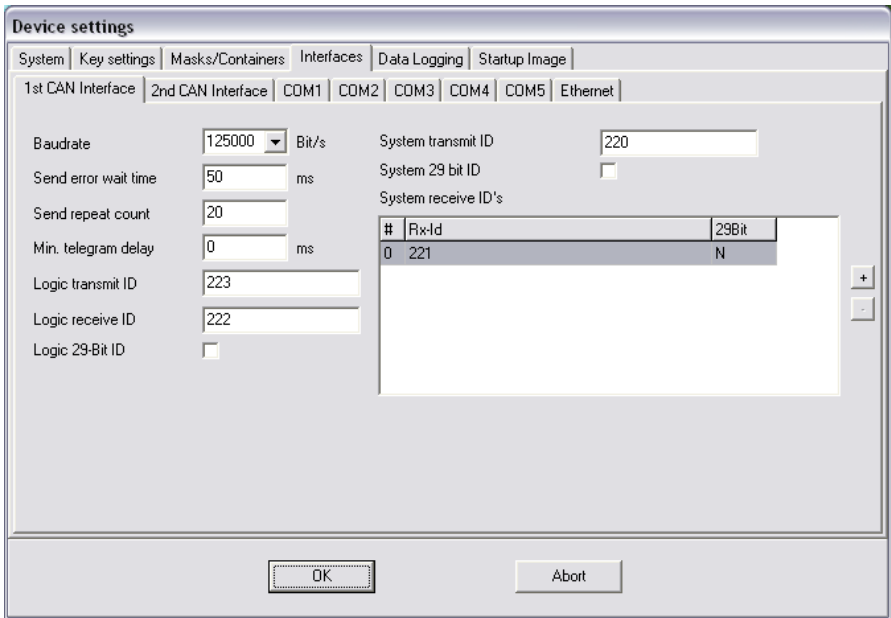 Device settings
System Key settings Masks/Containers Interfaces Data Logging Startup Image
1st CAN Interface 2nd CAN Interface COM1 COM2 COM3 COM4 COM5 Ethernet
Baudrate 125000 Bit/s
Send error wait time 50 ms
Send repeat count 20
Min. telegram delay 0 ms
Logic transmit ID 223
Logic receive ID 222
Logic 29-Bit ID
System transmit ID 220
System 29 bit ID
System receive ID's
# Rx-Id 29Bit
0 221 N
+
-
OK Abort